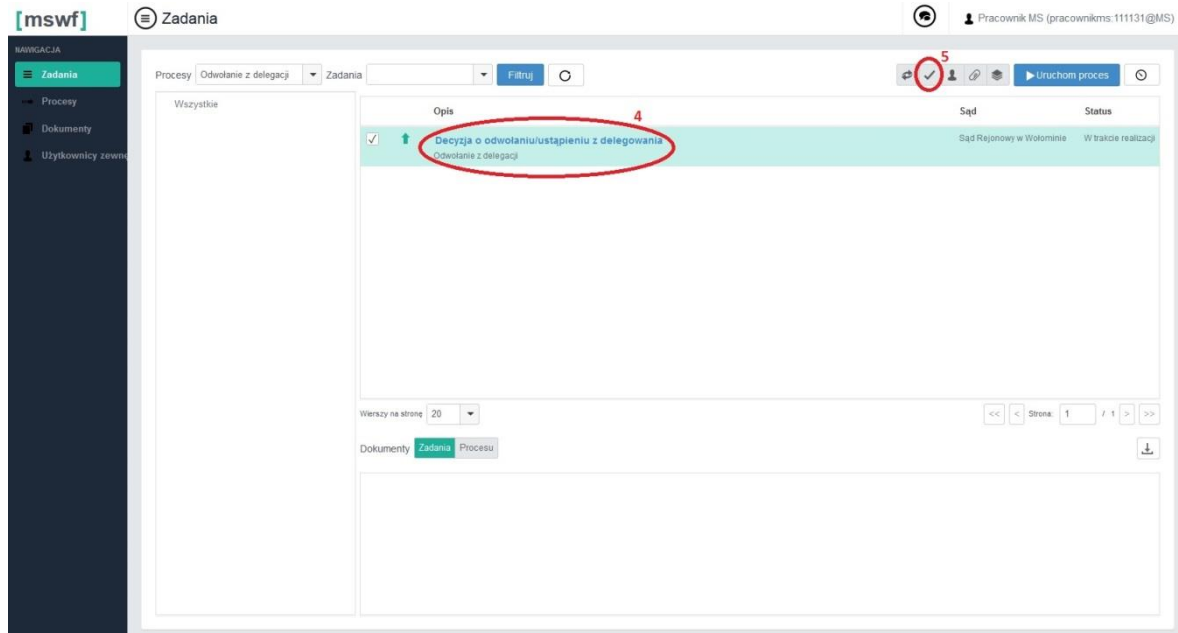 [mswf]
Zadania
Pracownik MS (pracownikms:111131@MS)
NAWIGACJA
Zadania
Procesy
Dokumenty
Użytkownicy zewnę
5
Procesy Odwołanie z delegacji Zadania Filtruj Uruchom proces
Wszystkie
4
Opis Sąd Status
Decyzja o odwołaniu/ustąpieniu z delegowania Sąd Rejonowy w Wołominie W trakcie realizacji
Odwołanie z delegacji
Wierszy na stronę 20 << < Strona: 1 / 1 > >>
Dokumenty Zadania Procesu